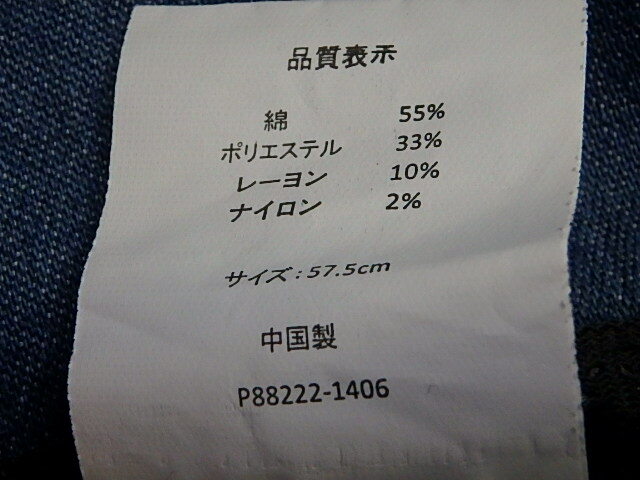 品質表示
綿 55%
ポリエステル 33%
レーヨン 10%
ナイロン 2%
サイズ：57.5cm
中国製
P88222-1406